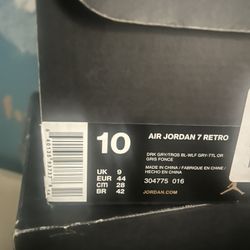 10
AIR JORDAN 7 RETRO
DRK GRY/TRQS BL-WLF GRY-TTL OR
GRIS FONCE
MADE IN CHINA / FABRIQUE EN CHINE /
HECHO EN CHINA
304775 016
JORDAN.COM
UK 9
EUR 44
CM 28
BR 42